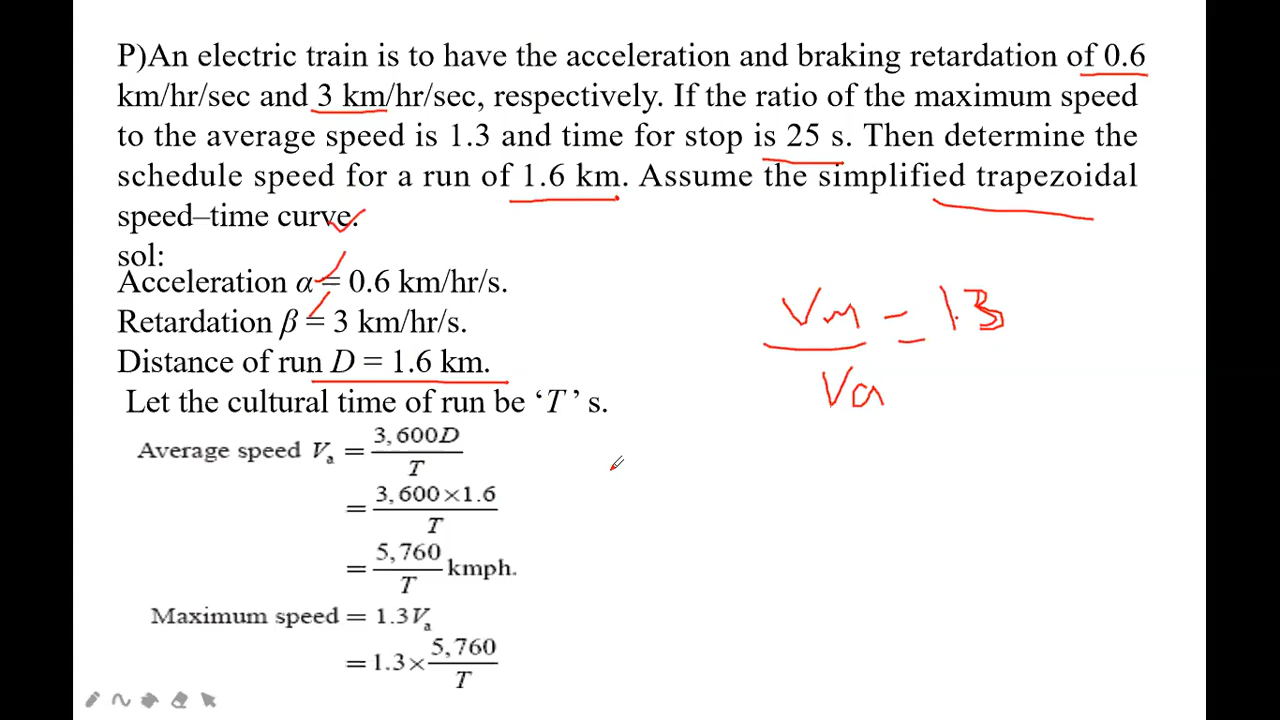 P)An electric train is to have the acceleration and braking retardation of 0.6
km/hr/sec and 3 km/hr/sec, respectively. If the ratio of the maximum speed
to the average speed is 1.3 and time for stop is 25 s. Then determine the
schedule speed for a run of 1.6 km. Assume the simplified trapezoidal
speed–time curve.
sol:
Acceleration α = 0.6 km/hr/s.
Retardation β = 3 km/hr/s.
Distance of run D = 1.6 km.
Let the cultural time of run be ‘T’ s.
Average speed Va = 3,600D / T
= 3,600×1.6 / T
= 5,760 / T kmph.
Maximum speed = 1.3Va
= 1.3× 5,760 / T
Vm / Va = 1.3